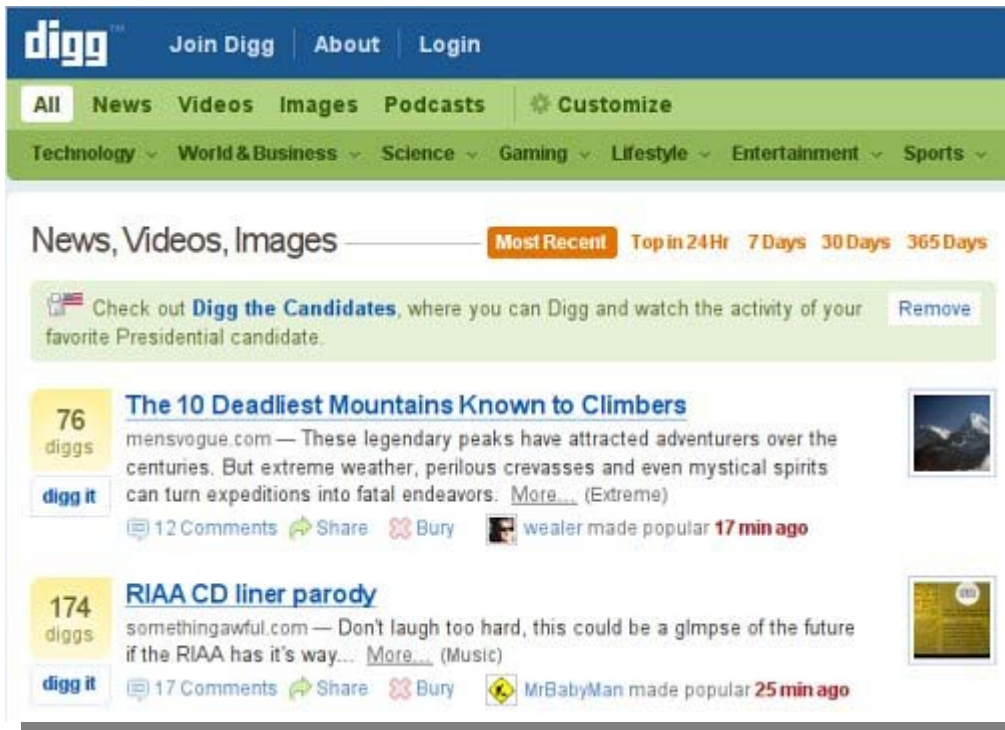 digg™
Join Digg | About | Login
All News Videos Images Podcasts | Customize
Technology World & Business Science Gaming Lifestyle Entertainment Sports
News, Videos, Images Most Recent Top in 24 Hr 7 Days 30 Days 365 Days
Check out Digg the Candidates, where you can Digg and watch the activity of your
favorite Presidential candidate.
Remove
76
diggs
digg it
The 10 Deadliest Mountains Known to Climbers
mensvogue.com — These legendary peaks have attracted adventurers over the
centuries. But extreme weather, perilous crevasses and even mystical spirits
can turn expeditions into fatal endeavors. More... (Extreme)
12 Comments Share Bury wealer made popular 17 min ago
174
diggs
digg it
RIAA CD liner parody
somethingawful.com — Don't laugh too hard, this could be a glmpse of the future
if the RIAA has it's way... More... (Music)
17 Comments Share Bury MrBabyMan made popular 25 min ago